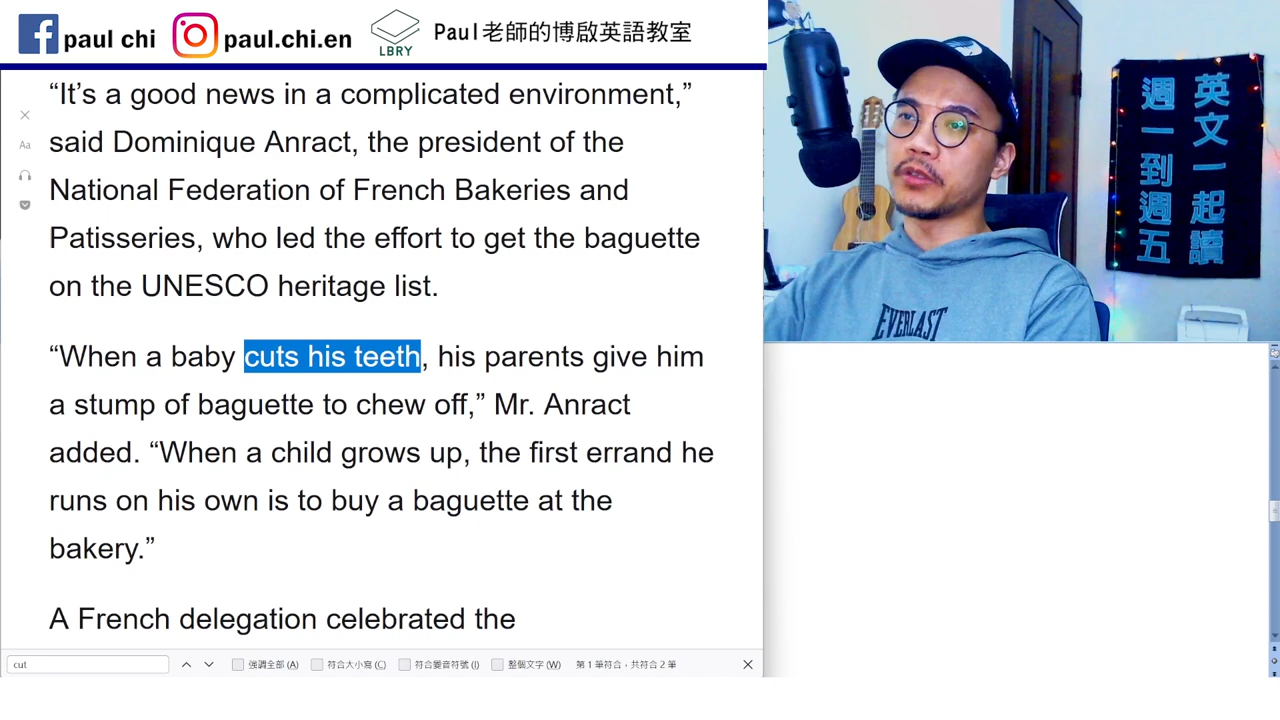 paul chi
paul.chi.en
LBRY
Paul老師的博啟英語教室
“It’s a good news in a complicated environment,”
said Dominique Anract, the president of the
National Federation of French Bakeries and
Patisseries, who led the effort to get the baguette
on the UNESCO heritage list.
“When a baby cuts his teeth, his parents give him
a stump of baguette to chew off,” Mr. Anract
added. “When a child grows up, the first errand he
runs on his own is to buy a baguette at the
bakery.”
A French delegation celebrated the
Aa
cut
強調全部 (A)
符合大小寫 (C)
符合變音符號 (I)
整個文字 (W)
第 1 筆符合，共符合 2 筆
英文一起讀
週一到週五
EVERLAST